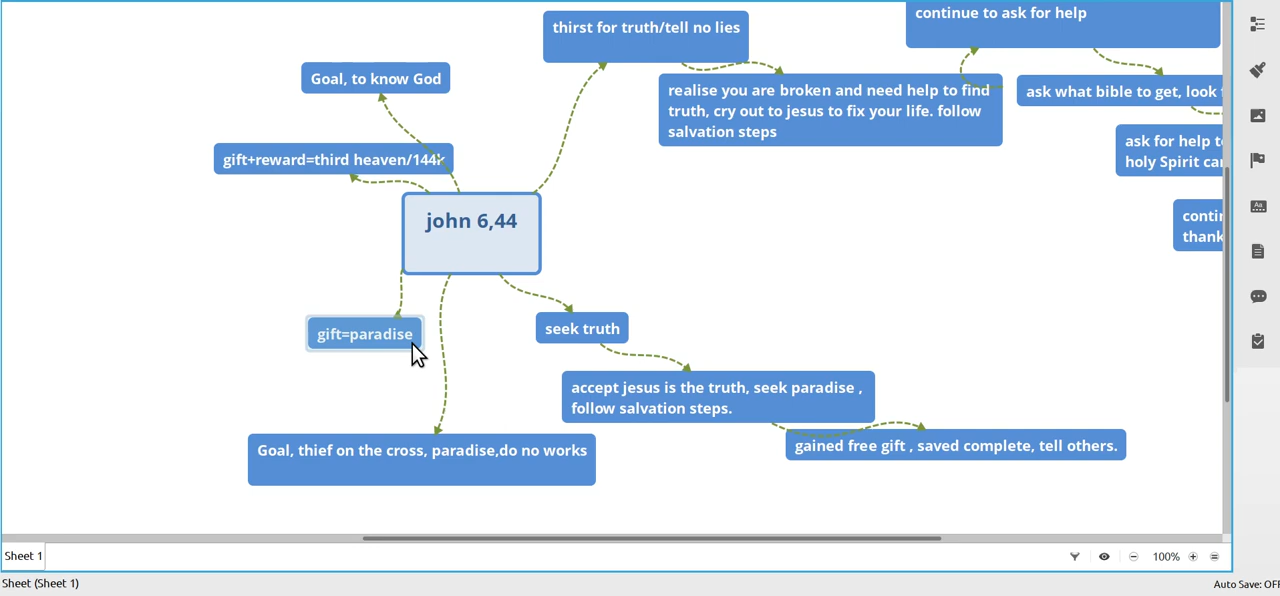 continue to ask for help
thirst for truth/tell no lies
Goal, to know God
realise you are broken and need help to find
truth, cry out to jesus to fix your life. follow
salvation steps
ask what bible to get, look
gift+reward=third heaven/144k
ask for help
holy Spirit
john 6,44
thank
gift=paradise
seek truth
accept jesus is the truth, seek paradise ,
follow salvation steps.
Goal, thief on the cross, paradise,do no works
gained free gift , saved complete, tell others.
Sheet 1
100%
Sheet (Sheet 1)
Auto Save: OFF